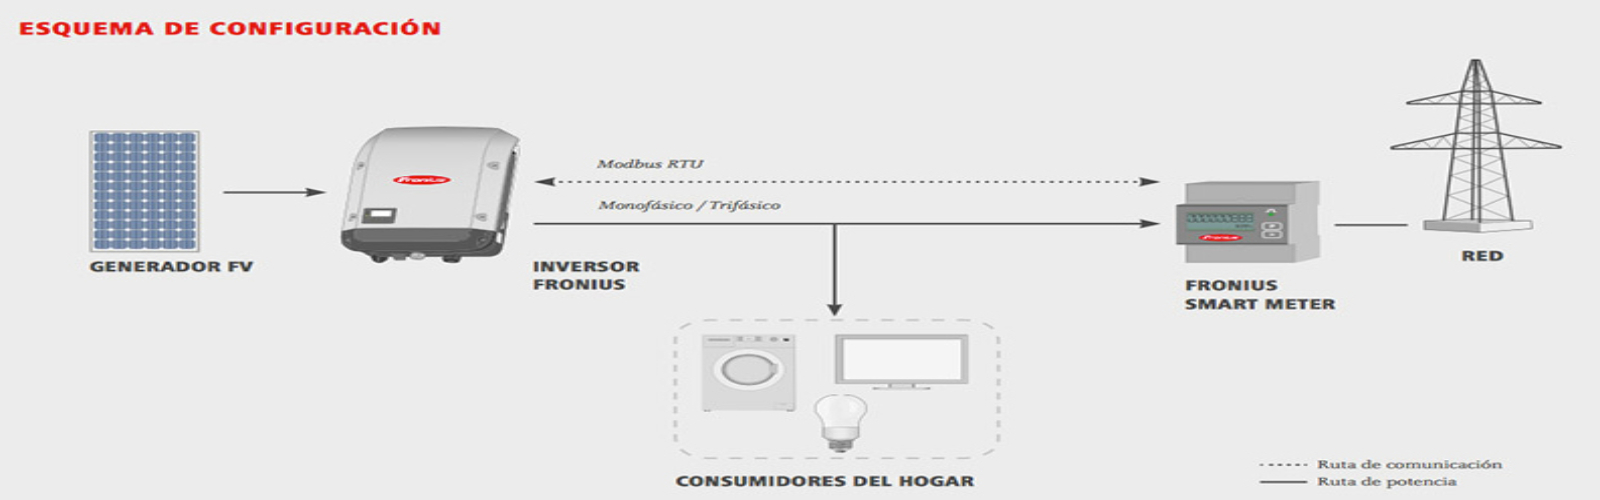 ESQUEMA DE CONFIGURACIÓN
Modbus RTU
Fronius
Monofásico / Trifásico
Fronius
GENERADOR FV
INVERSOR
FRONIUS
RED
FRONIUS
SMART METER
CONSUMIDORES DEL HOGAR
Ruta de comunicación
Ruta de potencia